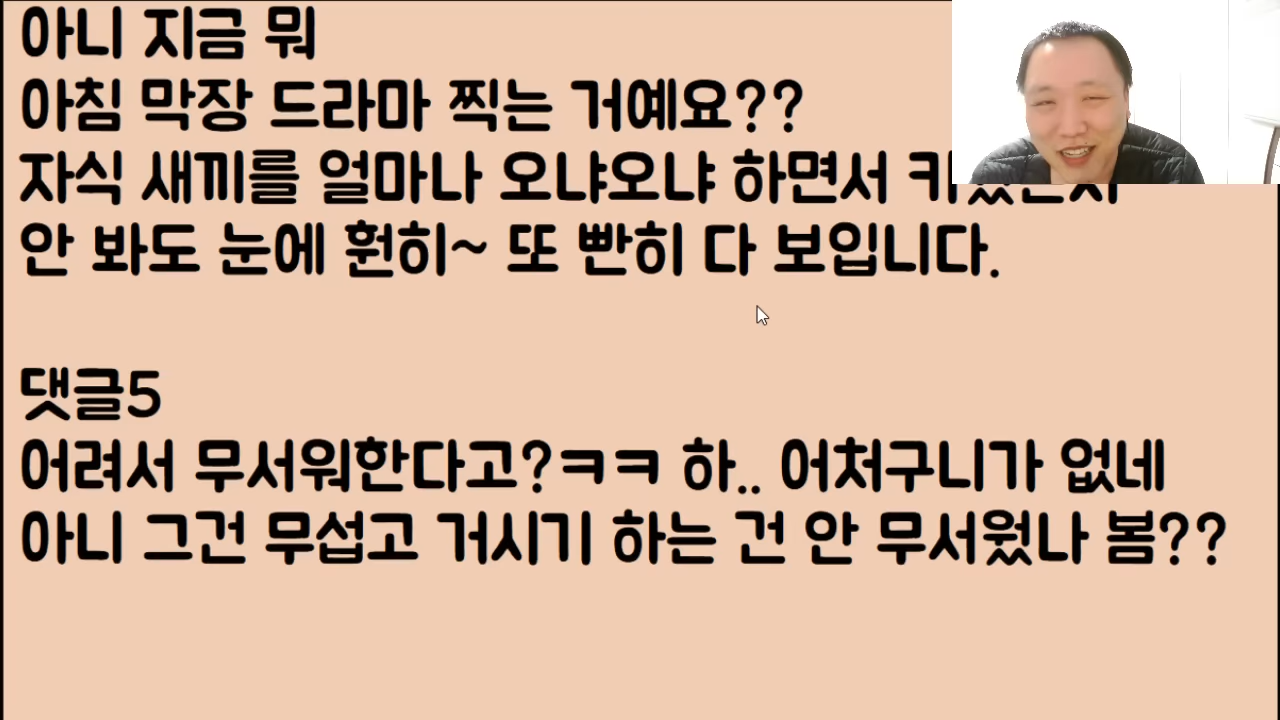 아니 지금 뭐
아침 막장 드라마 찍는 거예요??
자식 새끼를 얼마나 오냐오냐 하면서
안 봐도 눈에 훤히~ 또 빤히 다 보입니다.
댓글5
어려서 무서워한다고?ㅋㅋ 하.. 어처구니가 없네
아니 그건 무섭고 거시기 하는 건 안 무서웠나 봄??